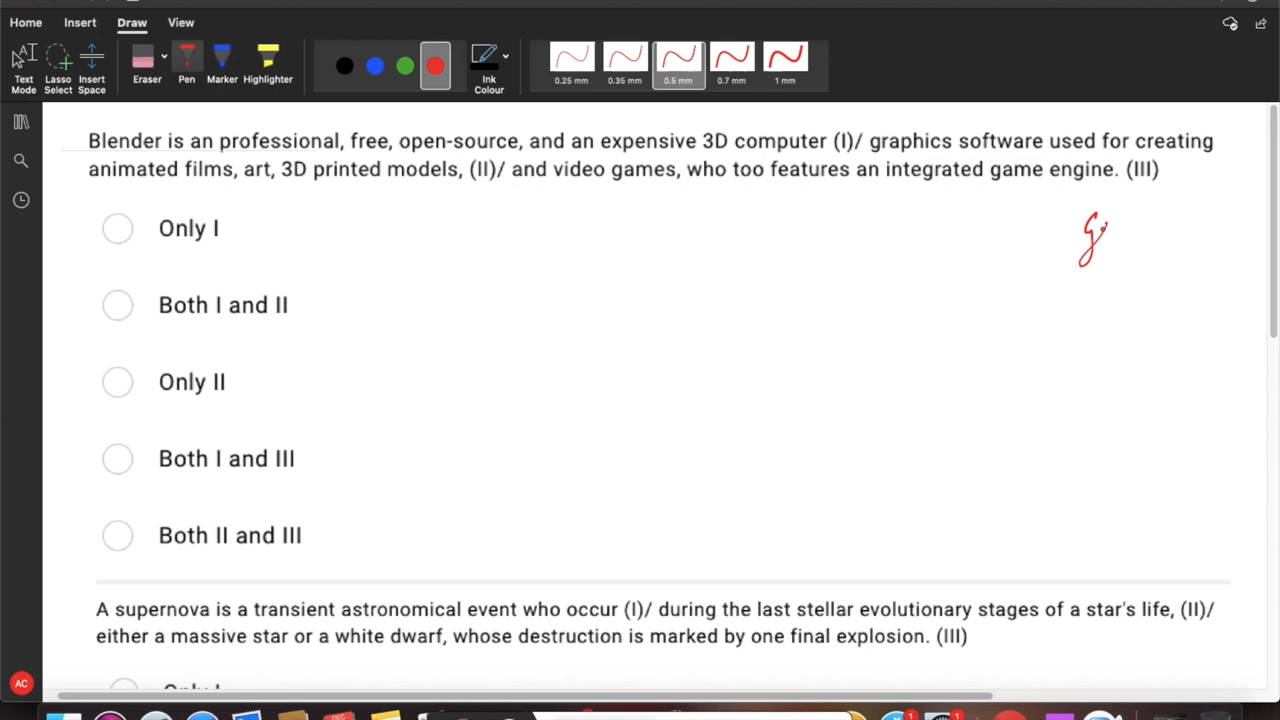 Home Insert Draw View
Text Mode
Lasso Select
Insert Space
Eraser
Pen
Marker
Highlighter
Ink Colour
0.25 mm
0.35 mm
0.5 mm
0.7 mm
1 mm
Blender is an professional, free, open-source, and an expensive 3D computer (I)/ graphics software used for creating
animated films, art, 3D printed models, (II)/ and video games, who too features an integrated game engine. (III)
Only I
Both I and II
Only II
Both I and III
Both II and III
A supernova is a transient astronomical event who occur (I)/ during the last stellar evolutionary stages of a star's life, (II)/
either a massive star or a white dwarf, whose destruction is marked by one final explosion. (III)
Only I
AC
DEC
1
1